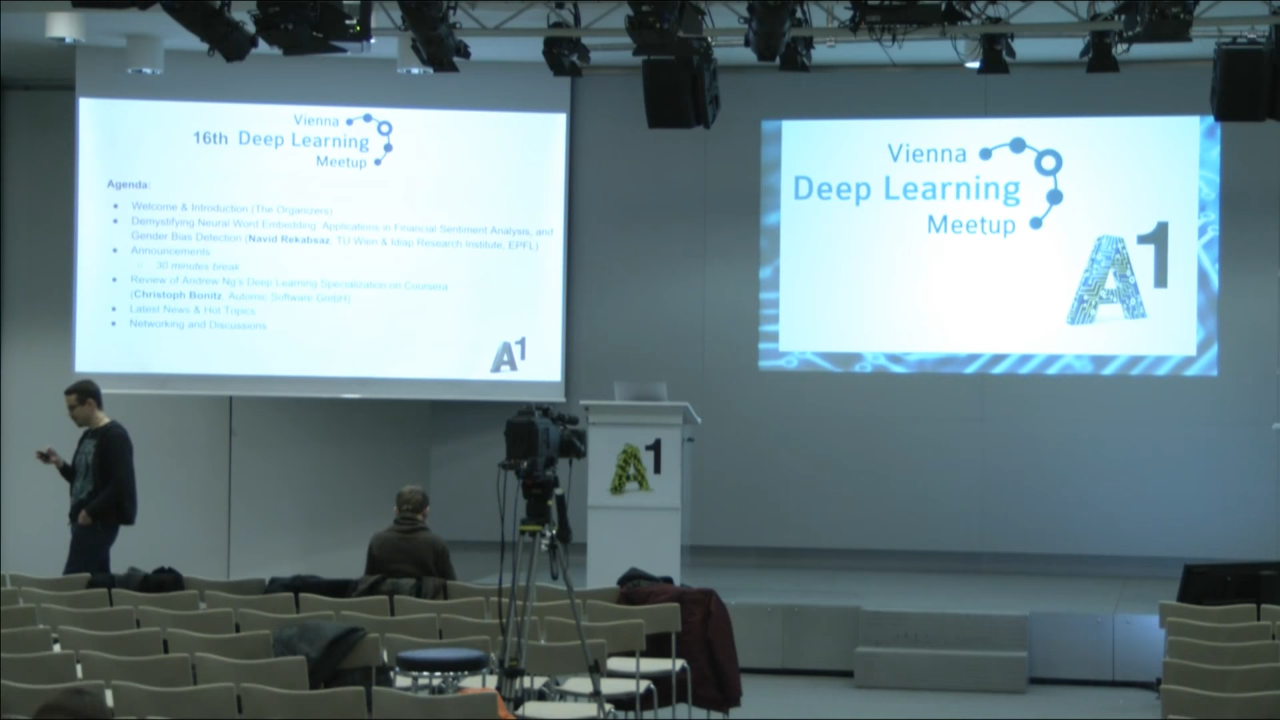 Vienna
16th Deep Learning
Meetup
Agenda:
● Welcome & Introduction (The Organizers)
● Demystifying Neural Word Embedding: Applications in Financial Sentiment Analysis, and
Gender Bias Detection (Navid Rekabsaz, TU Wien & Idiap Research Institute, EPFL)
● Announcements
- 30 minutes break
● Review of Andrew Ng's Deep Learning Specialization on Coursera
(Christoph Bonitz, Automic Software GmbH)
● Latest News & Hot Topics
● Networking and Discussions
A1
Vienna
Deep Learning
Meetup
A1
A1